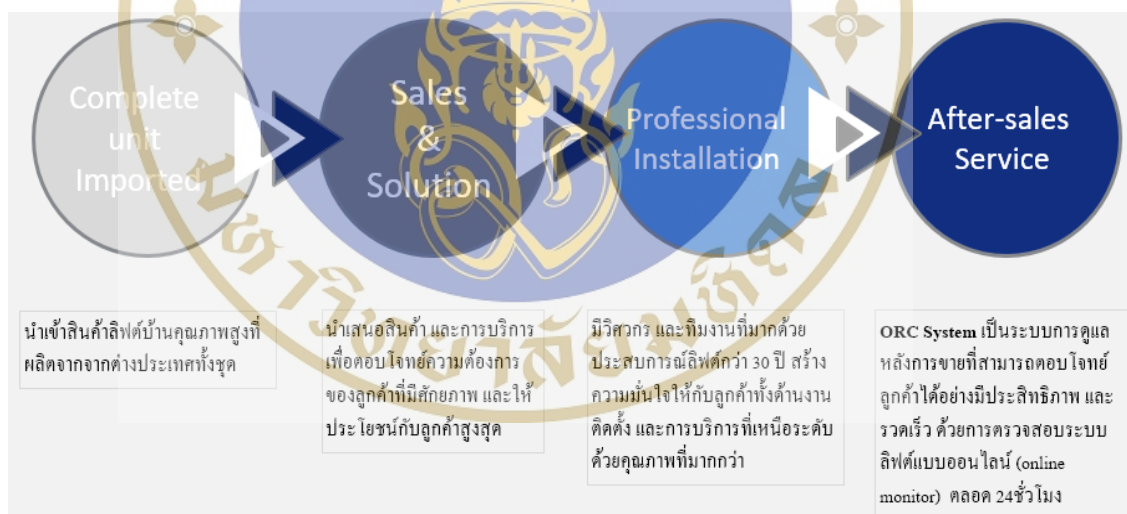 Complete
unit
Imported
Sales
&
Solution
Professional
Installation
After-sales
Service
มหาวิทยาลัยมหิดล
นำเข้าสินค้าลิฟต์บ้านคุณภาพสูงที่
ผลิตจากจากต่างประเทศทั้งชุด
นำเสนอสินค้า และการบริการ
เพื่อตอบโจทย์ความต้องการ
ของลูกค้าที่มีศักยภาพ และให้
ประโยชน์กับลูกค้าสูงสุด
มีวิศวกร และทีมงานที่มากด้วย
ประสบการณ์ลิฟต์กว่า 30 ปี สร้าง
ความมั่นใจให้กับลูกค้าทั้งด้านงาน
ติดตั้ง และการบริการที่เหนือระดับ
ด้วยคุณภาพที่มากกว่า
ORC System เป็นระบบการดูแล
หลังการขายที่สามารถตอบโจทย์
ลูกค้าได้อย่างมีประสิทธิภาพ และ
รวดเร็ว ด้วยการตรวจสอบระบบ
ลิฟต์แบบออนไลน์ (online
monitor) ตลอด 24ชั่วโมง